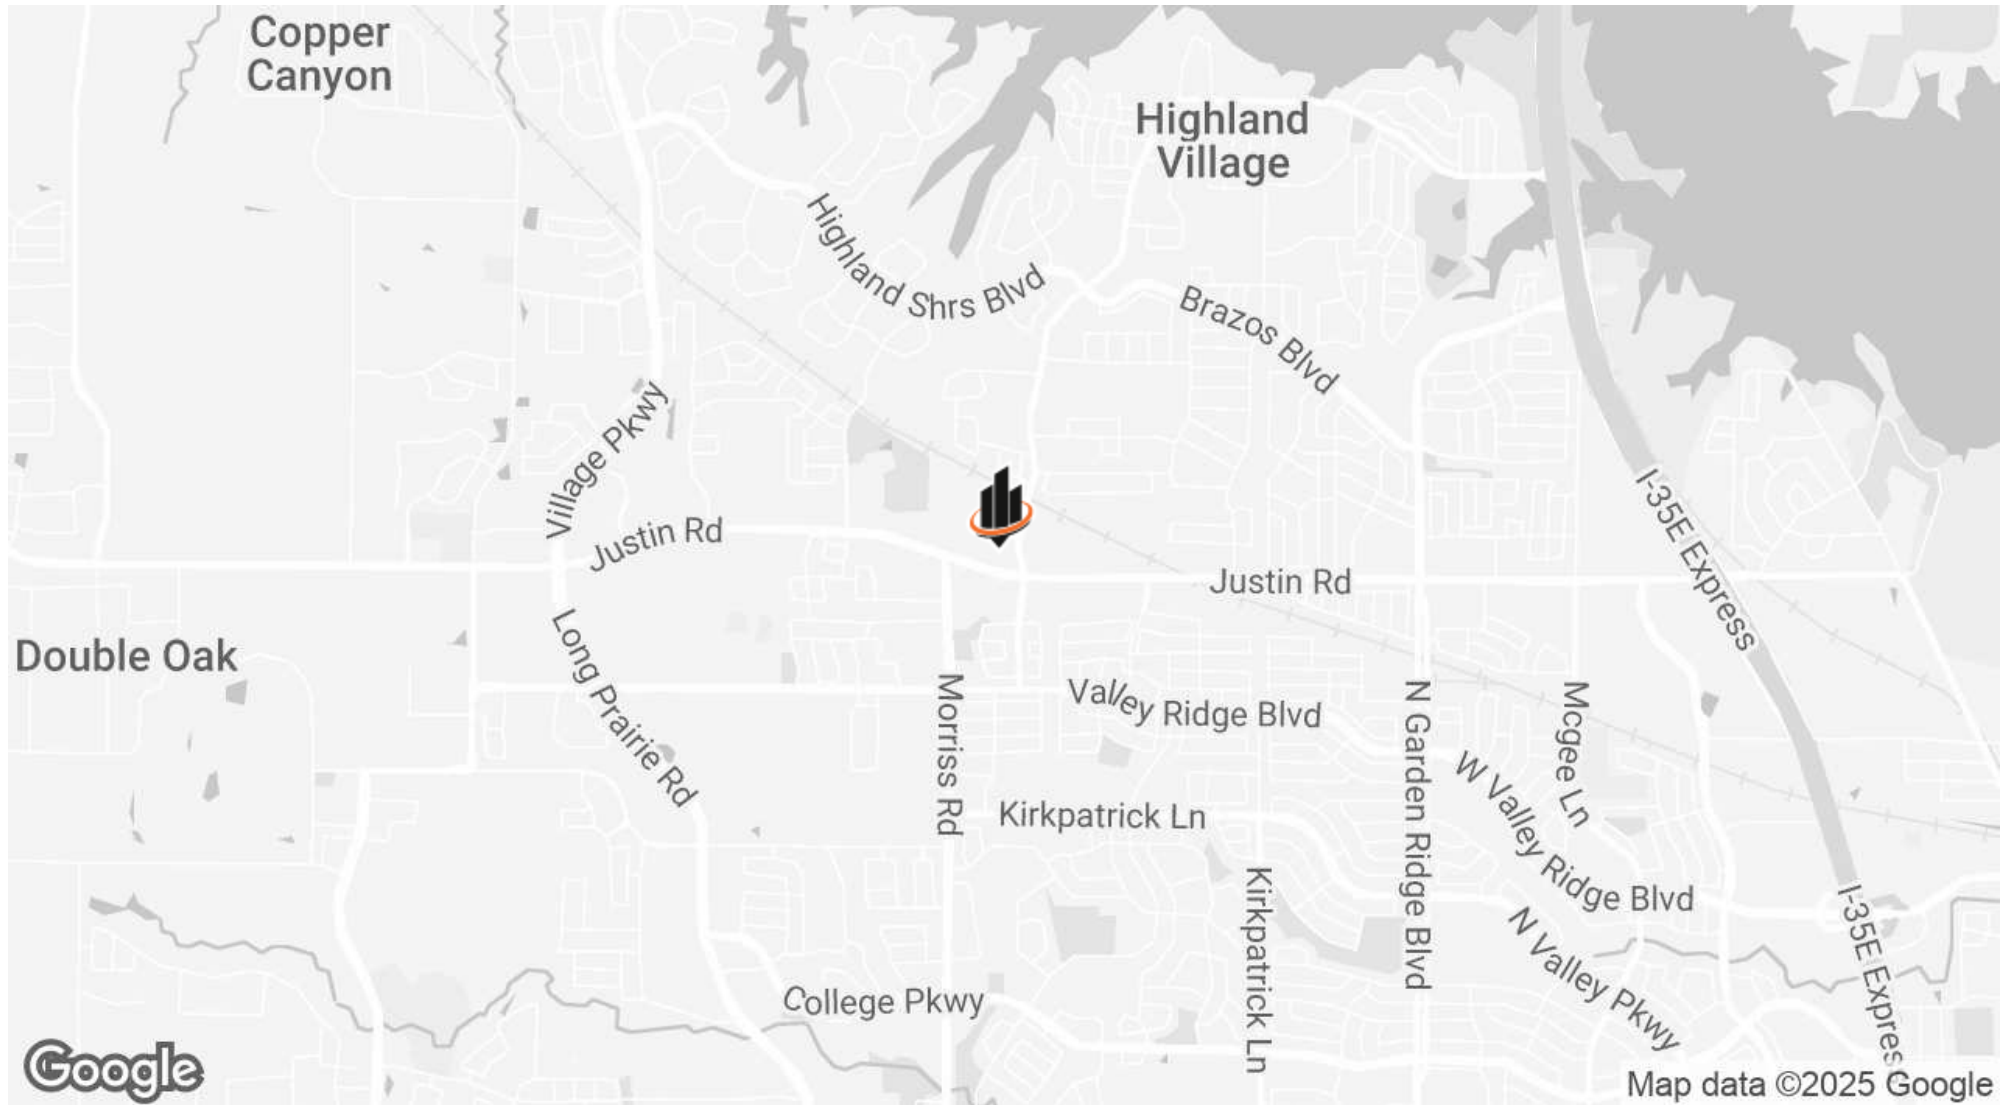 Copper
Canyon
Highland
Village
Highland Shrs Blvd
Brazos Blvd
Village Pkwy
Justin Rd
I-35E Express
Justin Rd
Long Prairie Rd
Double Oak
Morriss Rd
Valley Ridge Blvd
N Garden Ridge Blvd
Mcgee Ln
W Valley Ridge Blvd
Kirkpatrick Ln
Kirkpatrick Ln
N Valley Pkwy
I-35E Express
College Pkwy
Google
Map data ©2025 Google